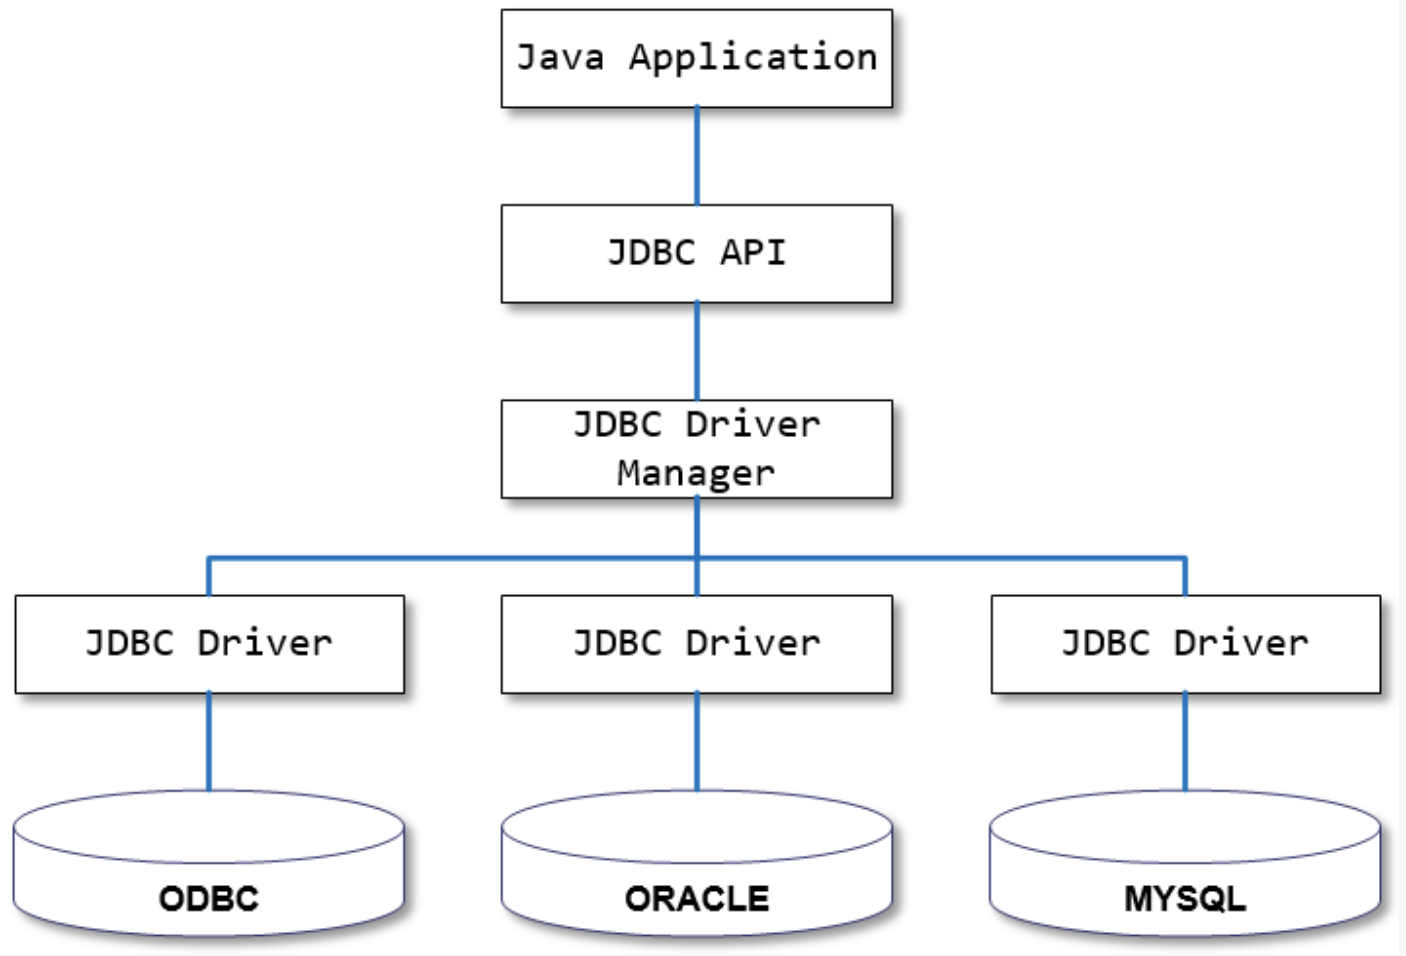 Java Application
JDBC API
JDBC Driver
Manager
JDBC Driver
JDBC Driver
JDBC Driver
ODBC
ORACLE
MYSQL